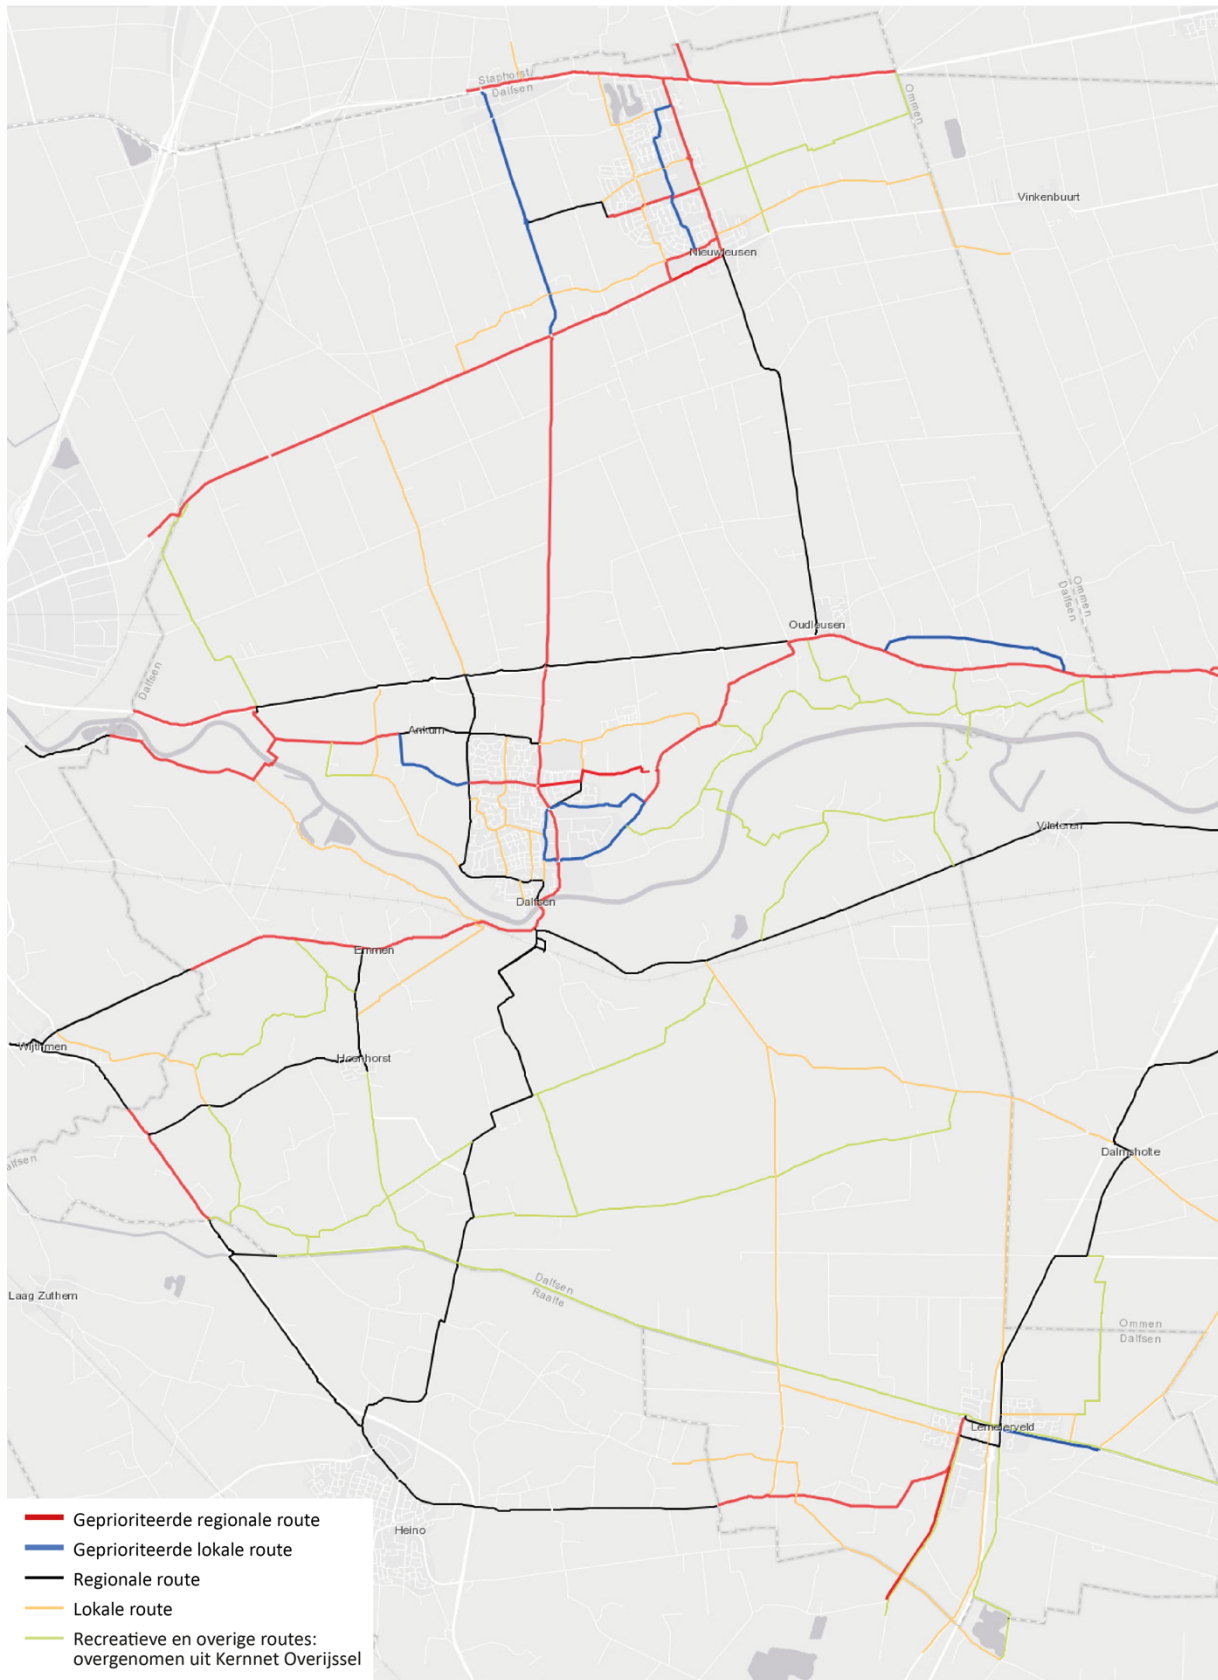 Staphorst
Dalfsen
Ommen
Vinkenbuurt
Nieuwleusen
Ommen
Dalfsen
Oudleusen
Dalfsen
Ankum
Vilsteren
Dalfsen
Emmen
Wijthmen
Hoonhorst
Dalmsholte
Dalfsen
Laag Zuthem
Dalfsen
Raalte
Ommen
Dalfsen
Lemelerveld
Heino
Geprioriteerde regionale route
Geprioriteerde lokale route
Regionale route
Lokale route
Recreatieve en overige routes:
overgenomen uit Kernnet Overijssel